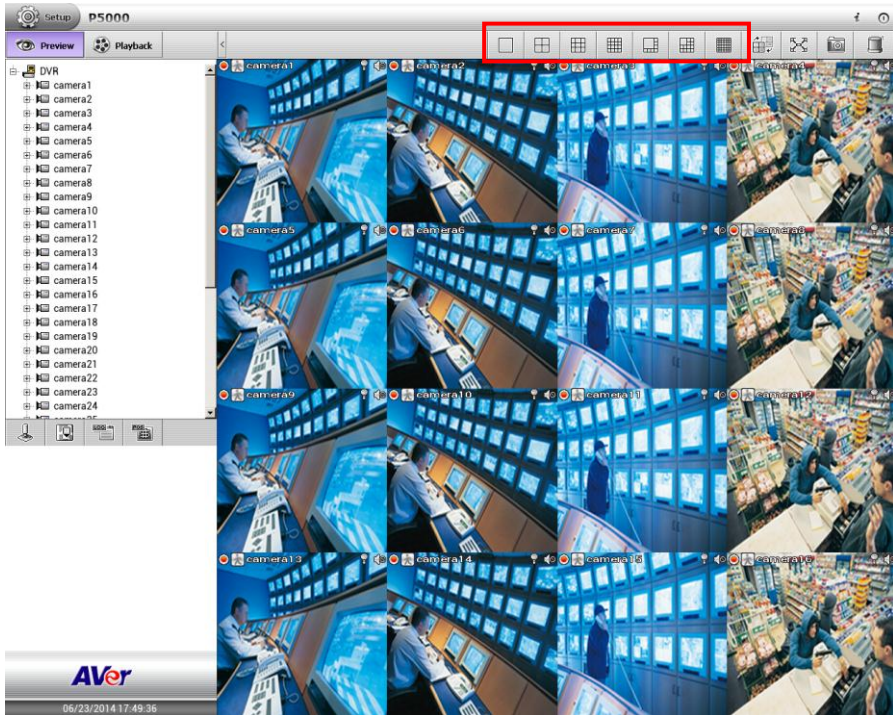 Setup P5000
Preview Playback
DVR
camera1
camera2
camera3
camera4
camera5
camera6
camera7
camera8
camera9
camera10
camera11
camera12
camera13
camera14
camera15
camera16
camera17
camera18
camera19
camera20
camera21
camera22
camera23
camera24
camera1 camera2 camera3 camera4
camera5 camera6 camera7 camera8
camera9 camera10 camera11 camera12
camera13 camera14 camera15 camera16
AVer
06/23/2014 17:49:36